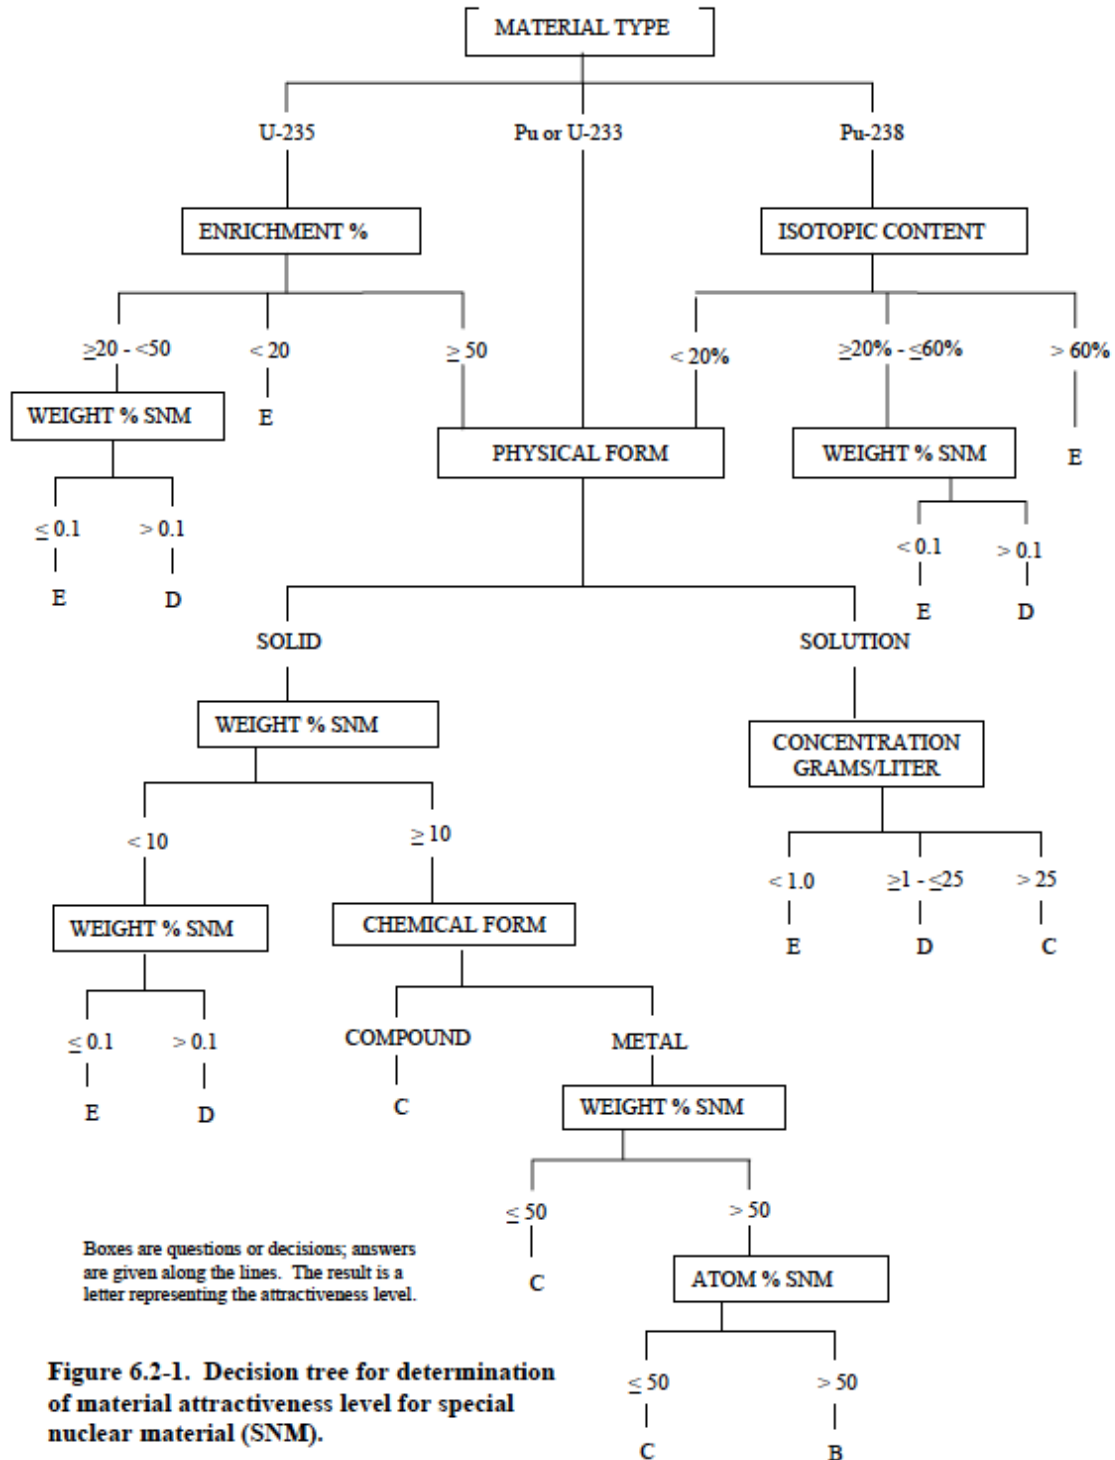 MATERIAL TYPE
U-235
Pu or U-233
Pu-238
ENRICHMENT %
ISOTOPIC CONTENT
≥20 - <50
< 20
≥ 50
< 20%
≥20% - ≤60%
> 60%
WEIGHT % SNM
E
PHYSICAL FORM
WEIGHT % SNM
E
≤ 0.1
> 0.1
< 0.1
> 0.1
E
D
E
D
SOLID
SOLUTION
WEIGHT % SNM
CONCENTRATION
GRAMS/LITER
< 10
≥ 10
< 1.0
≥1 - ≤25
> 25
WEIGHT % SNM
CHEMICAL FORM
E
D
C
≤ 0.1
> 0.1
COMPOUND
METAL
E
D
C
WEIGHT % SNM
≤ 50
> 50
Boxes are questions or decisions; answers
are given along the lines. The result is a
letter representing the attractiveness level.
C
ATOM % SNM
Figure 6.2-1. Decision tree for determination
of material attractiveness level for special
nuclear material (SNM).
≤ 50
> 50
C
B